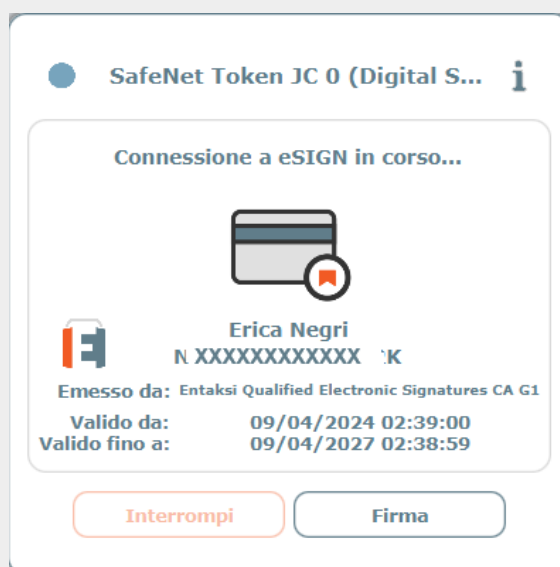 SafeNet Token JC 0 (Digital S...
Connessione a eSIGN in corso...
Erica Negri
N XXXXXXXXXXXX K
Emesso da: Entaksi Qualified Electronic Signatures CA G1
Valido da: 09/04/2024 02:39:00
Valido fino a: 09/04/2027 02:38:59
Interrompi Firma